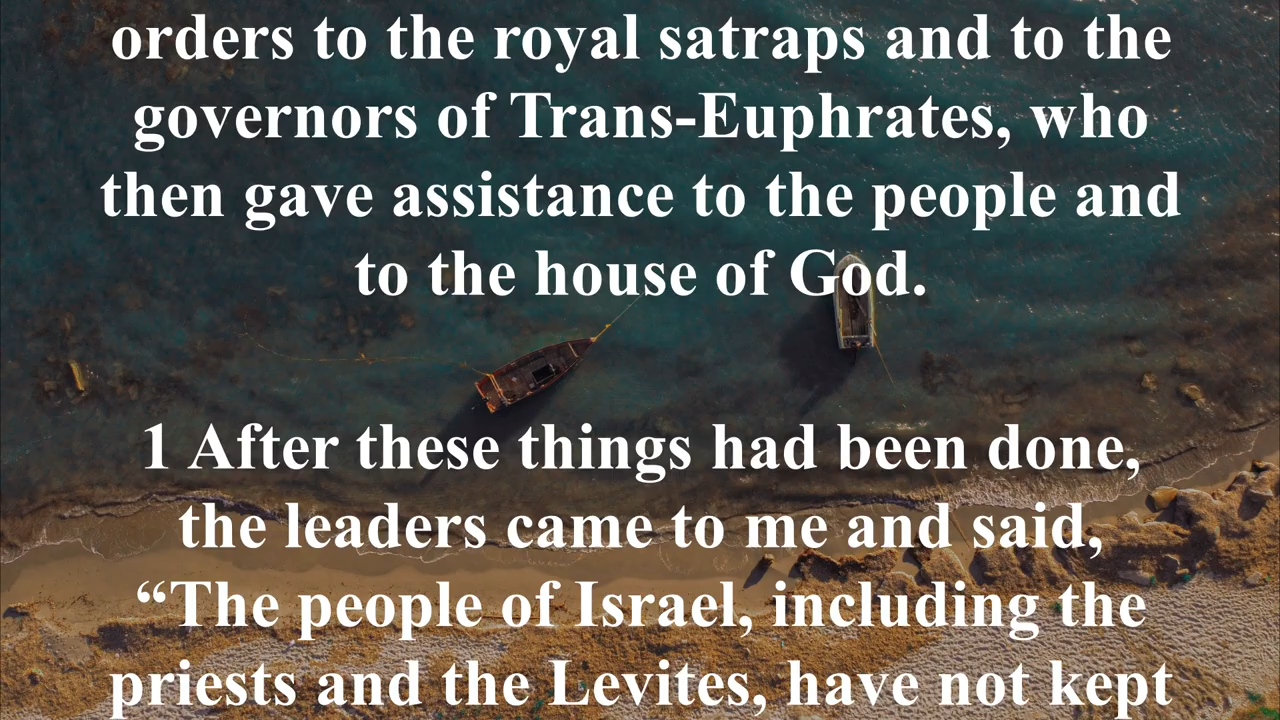 orders to the royal satraps and to the
governors of Trans-Euphrates, who
then gave assistance to the people and
to the house of God.
1 After these things had been done,
the leaders came to me and said,
“The people of Israel, including the
priests and the Levites, have not kept